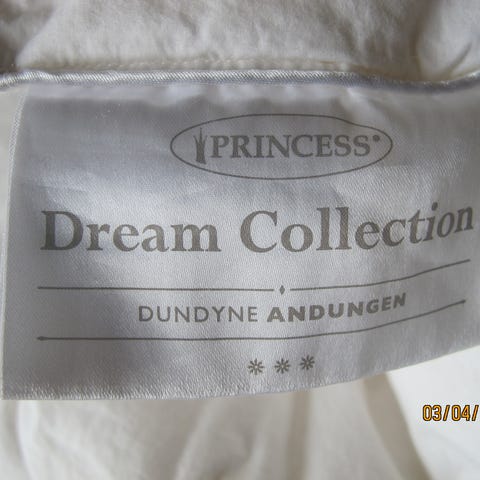 PRINCESS®
Dream Collection
DUNDYNE ANDUNGEN
03/04/